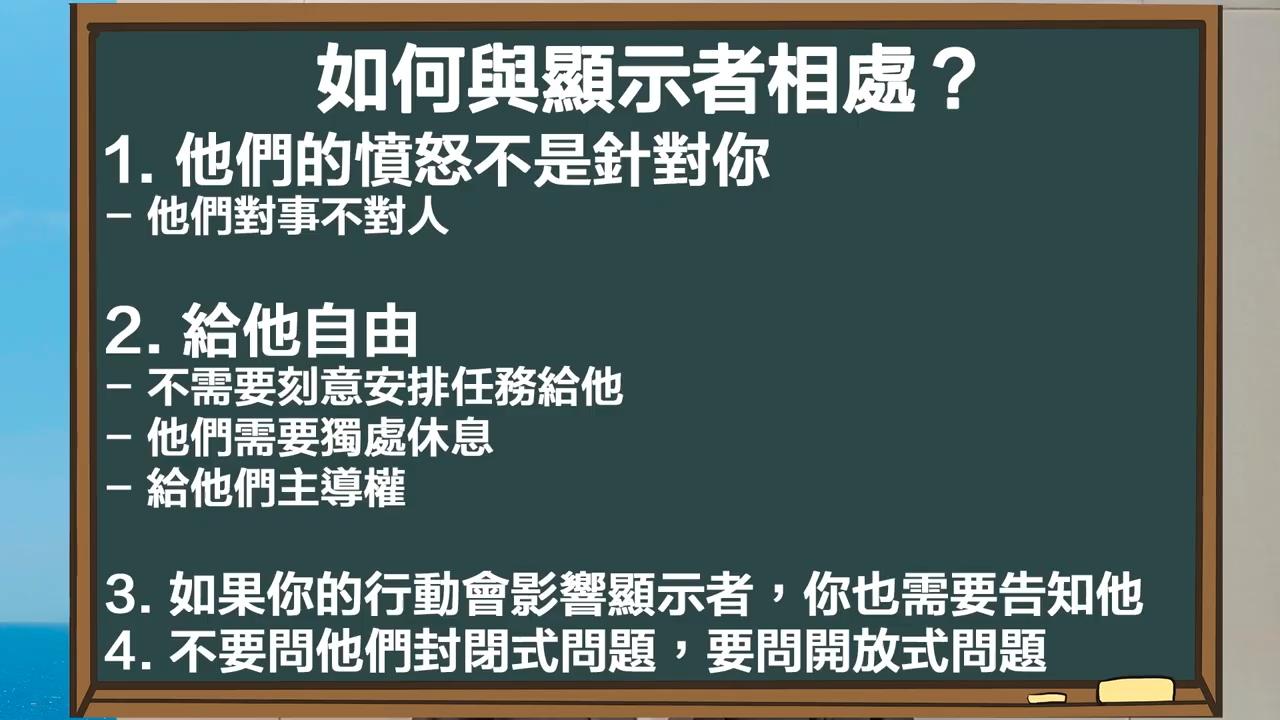 如何與顯示者相處？
1. 他們的憤怒不是針對你
- 他們對事不對人
2. 給他自由
- 不需要刻意安排任務給他
- 他們需要獨處休息
- 給他們主導權
3. 如果你的行動會影響顯示者，你也需要告知他
4. 不要問他們封閉式問題，要問開放式問題